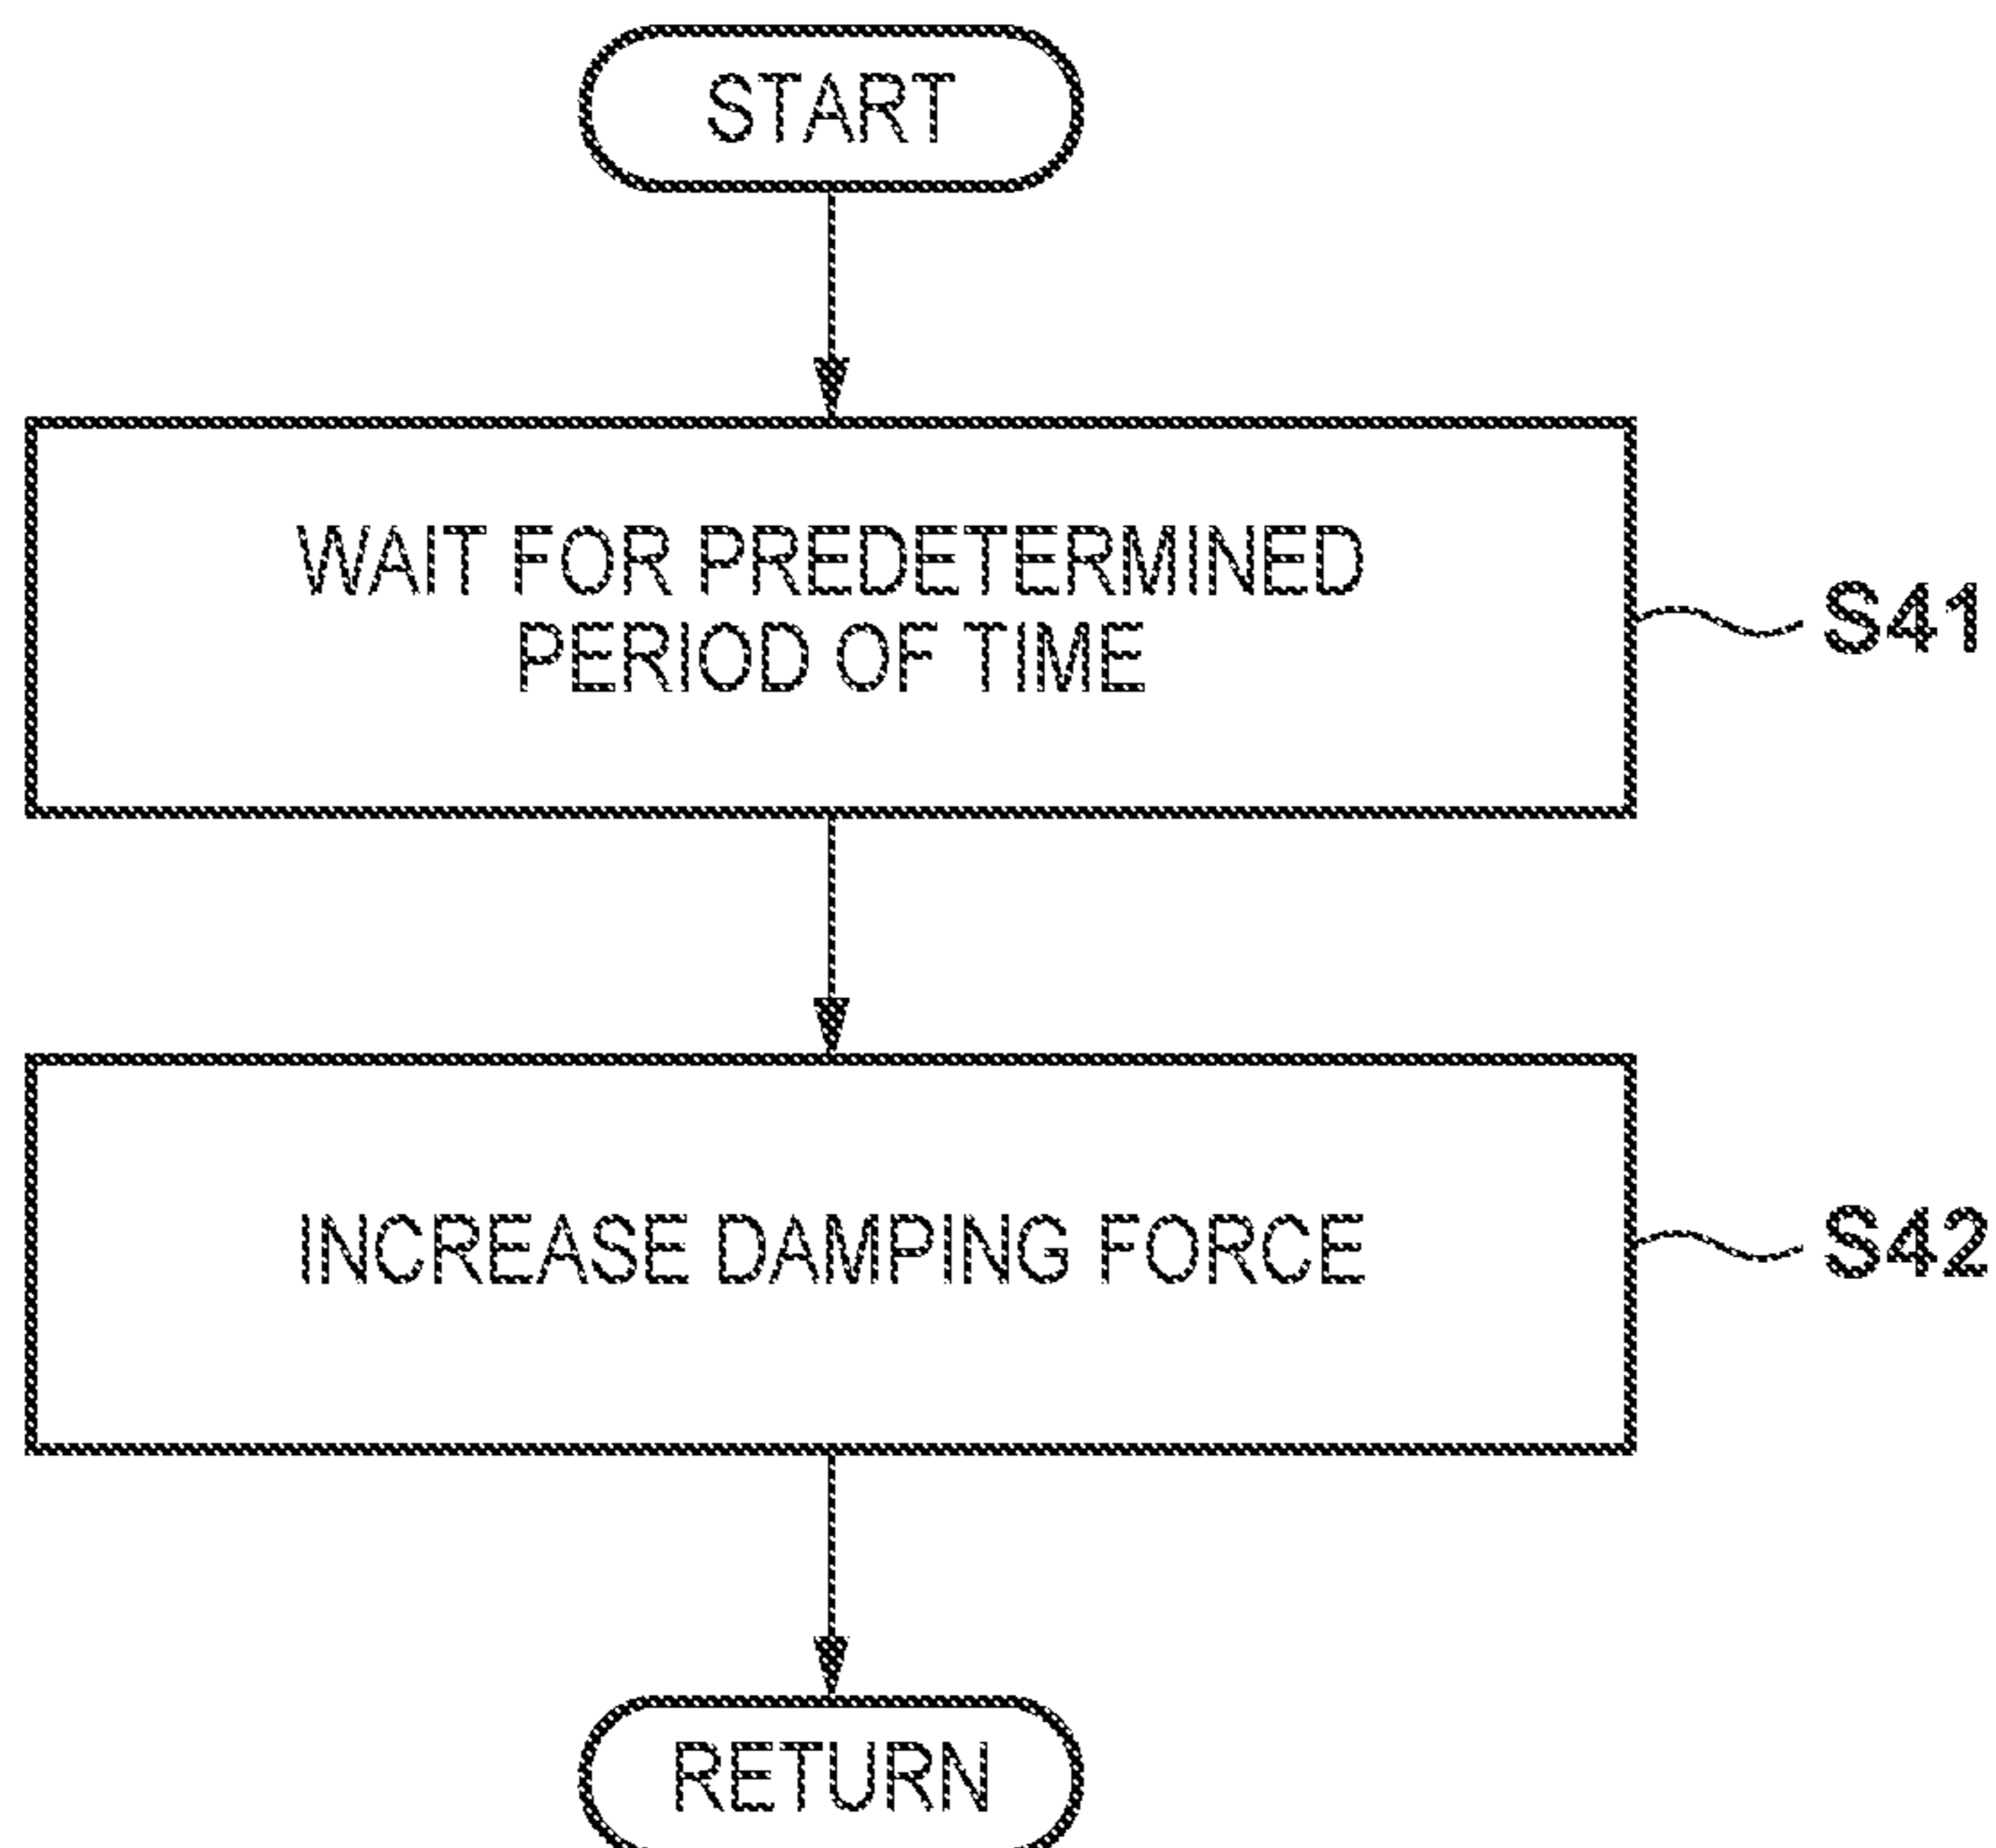 START
WAIT FOR PREDETERMINED
PERIOD OF TIME
S41
INCREASE DAMPING FORCE
S42
RETURN